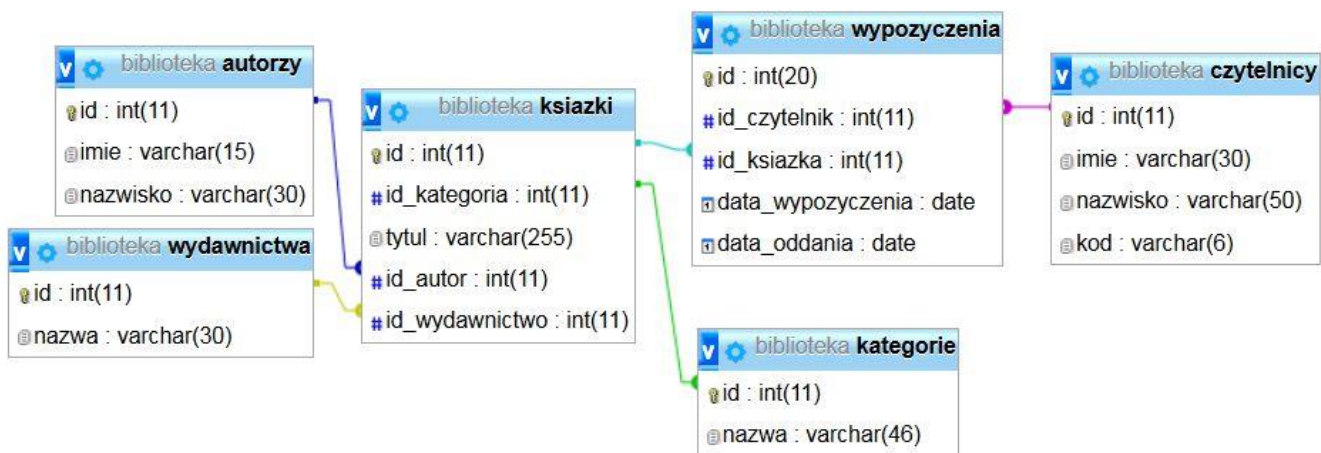 v biblioteka autorzy
id : int(11)
imie : varchar(15)
nazwisko : varchar(30)
v biblioteka wydawnictwa
id : int(11)
nazwa : varchar(30)
v biblioteka ksiazki
id : int(11)
# id_kategoria : int(11)
tytul : varchar(255)
# id_autor : int(11)
# id_wydawnictwo : int(11)
v biblioteka wypozyczenia
id : int(20)
# id_czytelnik : int(11)
# id_ksiazka : int(11)
data_wypozyczenia : date
data_oddania : date
v biblioteka kategorie
id : int(11)
nazwa : varchar(46)
v biblioteka czytelnicy
id : int(11)
imie : varchar(30)
nazwisko : varchar(50)
kod : varchar(6)